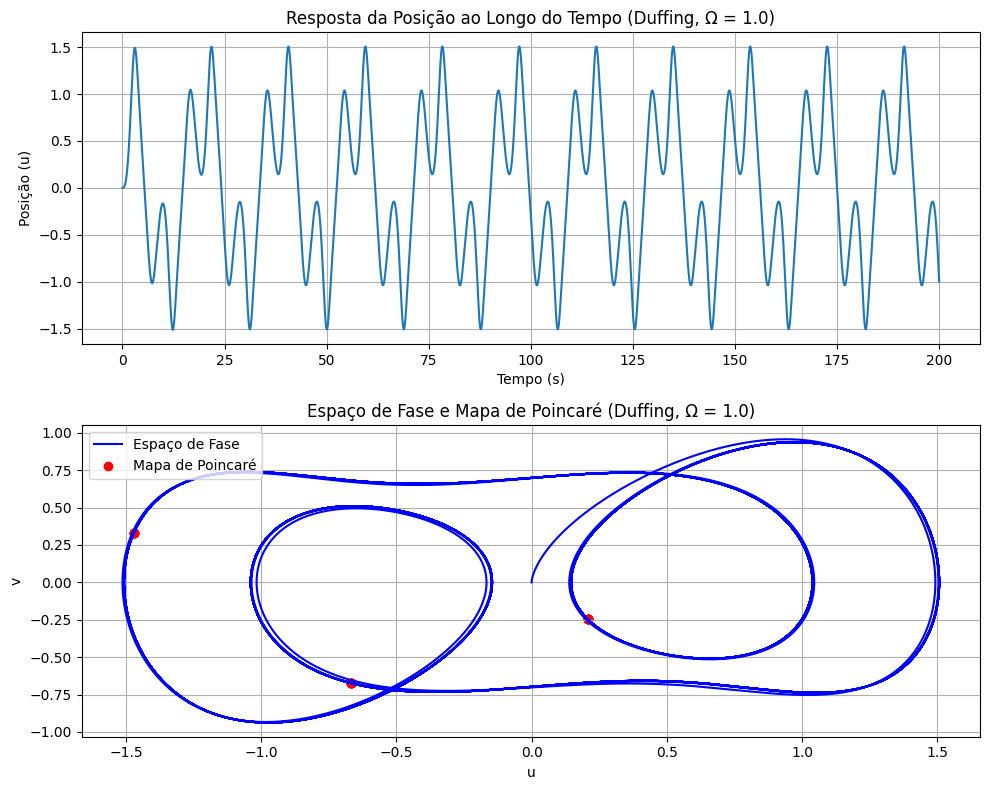 Resposta da Posição ao Longo do Tempo (Duffing, Ω = 1.0)
1.5
1.0
0.5
0.0
−0.5
−1.0
−1.5
Posição (u)
0 25 50 75 100 125 150 175 200
Tempo (s)
Espaço de Fase e Mapa de Poincaré (Duffing, Ω = 1.0)
Espaço de Fase
Mapa de Poincaré
1.00
0.75
0.50
0.25
0.00
−0.25
−0.50
−0.75
−1.00
v
−1.5 −1.0 −0.5 0.0 0.5 1.0 1.5
u